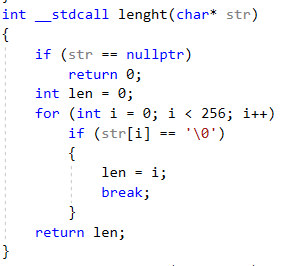 int __stdcall lenght(char* str)
{
    if (str == nullptr)
        return 0;
    int len = 0;
    for (int i = 0; i < 256; i++)
        if (str[i] == '\0')
        {
            len = i;
            break;
        }
    return len;
}